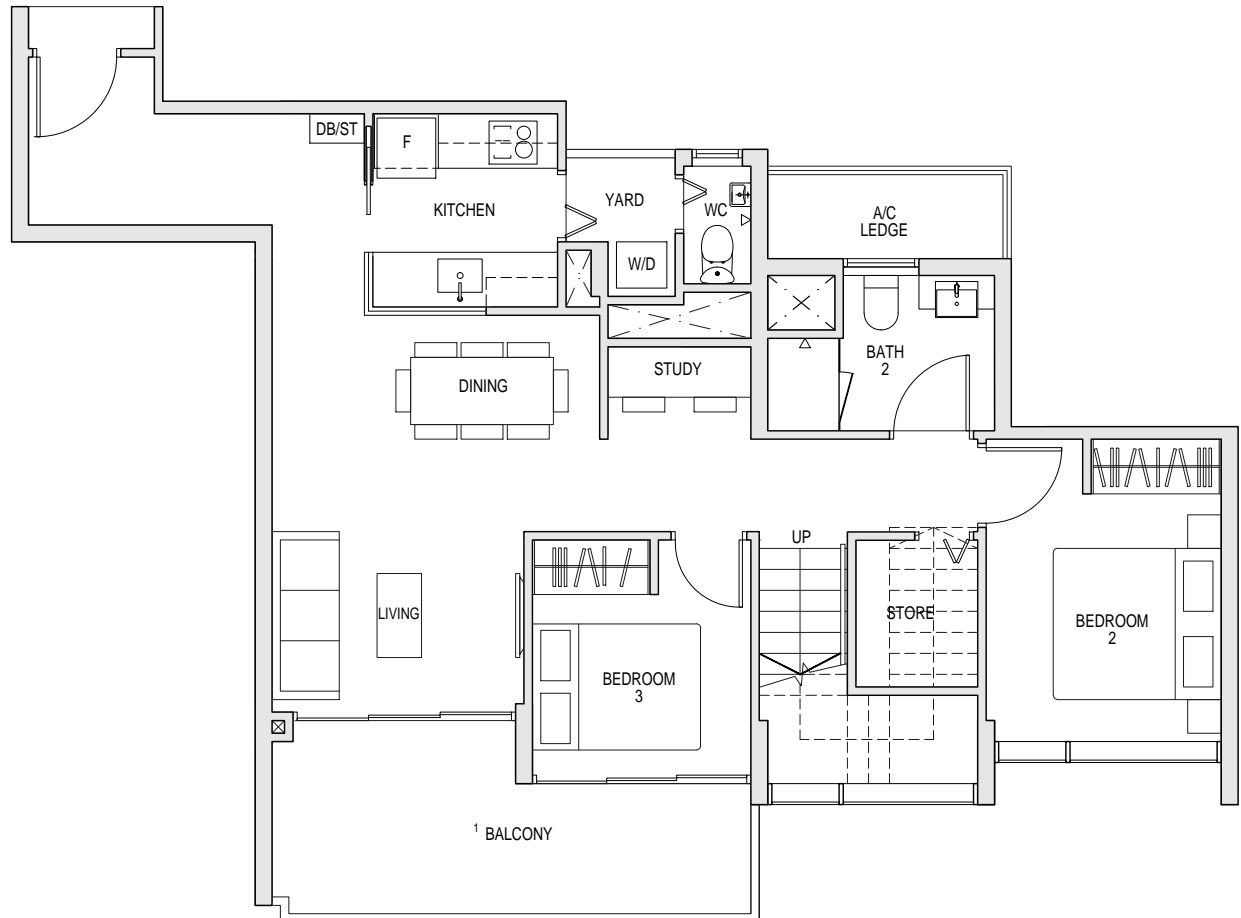 DB/ST
F
KITCHEN
YARD
WC
W/D
A/C
LEDGE
BATH
2
DINING
STUDY
UP
LIVING
STORE
BEDROOM
2
BEDROOM
3
1 BALCONY